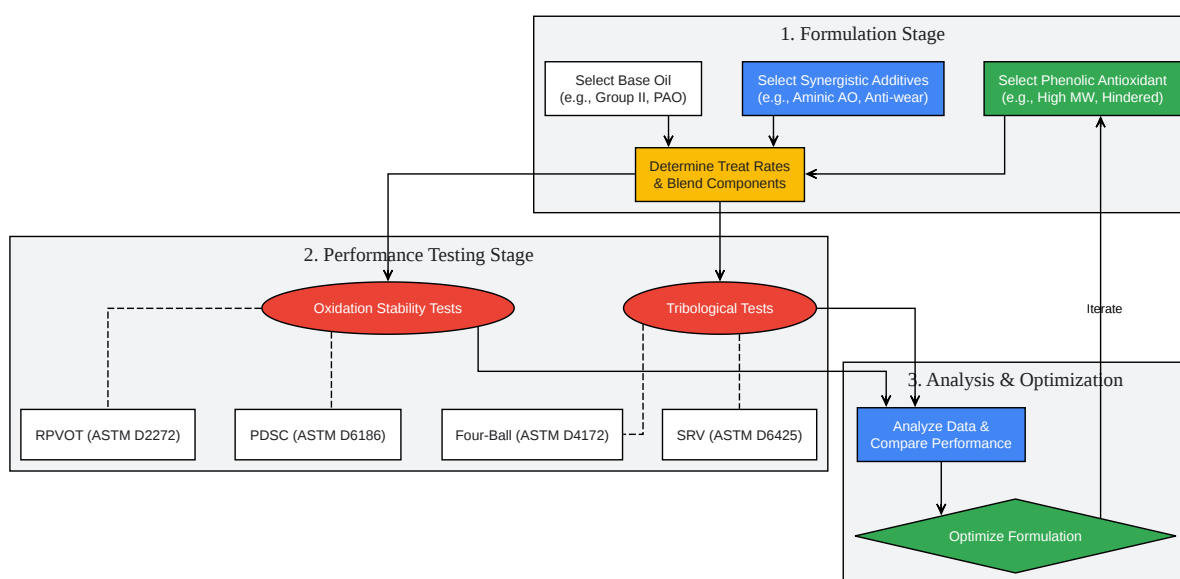 1. Formulation Stage
Select Base Oil
(e.g., Group II, PAO)
Select Synergistic Additives
(e.g., Aminic AO, Anti-wear)
Select Phenolic Antioxidant
(e.g., High MW, Hindered)
Determine Treat Rates
& Blend Components
2. Performance Testing Stage
Oxidation Stability Tests
Tribological Tests
Iterate
RPVOT (ASTM D2272)
PDSC (ASTM D6186)
Four-Ball (ASTM D4172)
SRV (ASTM D6425)
3. Analysis & Optimization
Analyze Data &
Compare Performance
Optimize Formulation